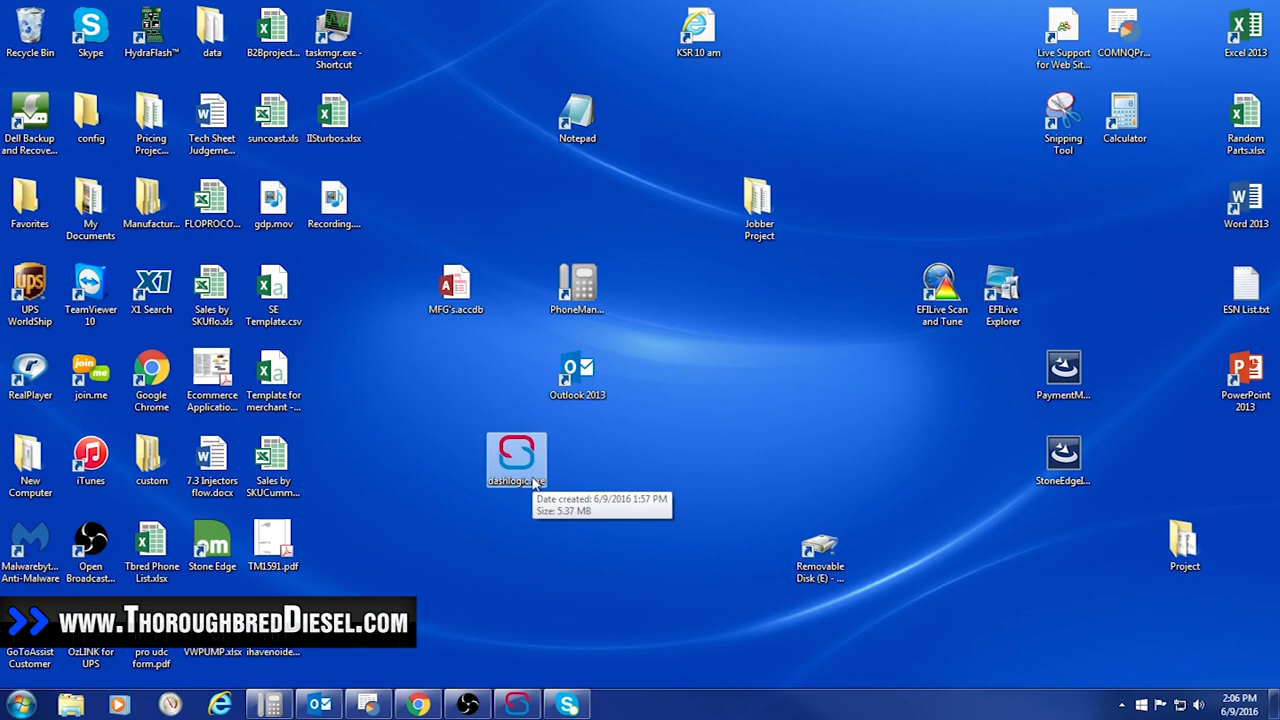 Recycle Bin
Skype
HydraFlash™
data
B2Bproject...
taskmgr.exe -
Shortcut
KSR 10 am
Live Support
for Web Sit...
COMNQPr...
Excel 2013
Dell Backup
and Recove...
config
Pricing
Projec...
Tech Sheet
Judgeme...
suncoast.xls
IISturbos.xlsx
Notepad
Snipping
Tool
Calculator
Random
Parts.xlsx
Favorites
My
Documents
Manufactur...
FLOPROCO...
gdp.mov
Recording....
Jobber
Project
Word 2013
UPS
WorldShip
TeamViewer
10
X1 Search
Sales by
SKUflo.xls
SE
Template.csv
MFG's.accdb
PhoneMan...
EFILive Scan
and Tune
EFILive
Explorer
ESN List.txt
RealPlayer
join.me
Google
Chrome
Ecommerce
Applicatio...
Template for
merchant -...
Outlook 2013
PaymentM...
PowerPoint
2013
New
Computer
iTunes
custom
7.3 Injectors
flow.docx
Sales by
SKUCumm...
StoneEdgeI...
Date created: 6/9/2016 1:57 PM
Size: 5.37 MB
Malwarebyt...
Anti-Malware
Open
Broadcast...
Tbred Phone
List.xlsx
Stone Edge
TM1591.pdf
Removable
Disk (E) - ...
Project
>> www.ThoroughbredDiesel.com
GoToAssist
Customer
OzLINK for
UPS
pro udc
form.pdf
VWPUMP.xlsx
ihavenoide...
2:06 PM
6/9/2016